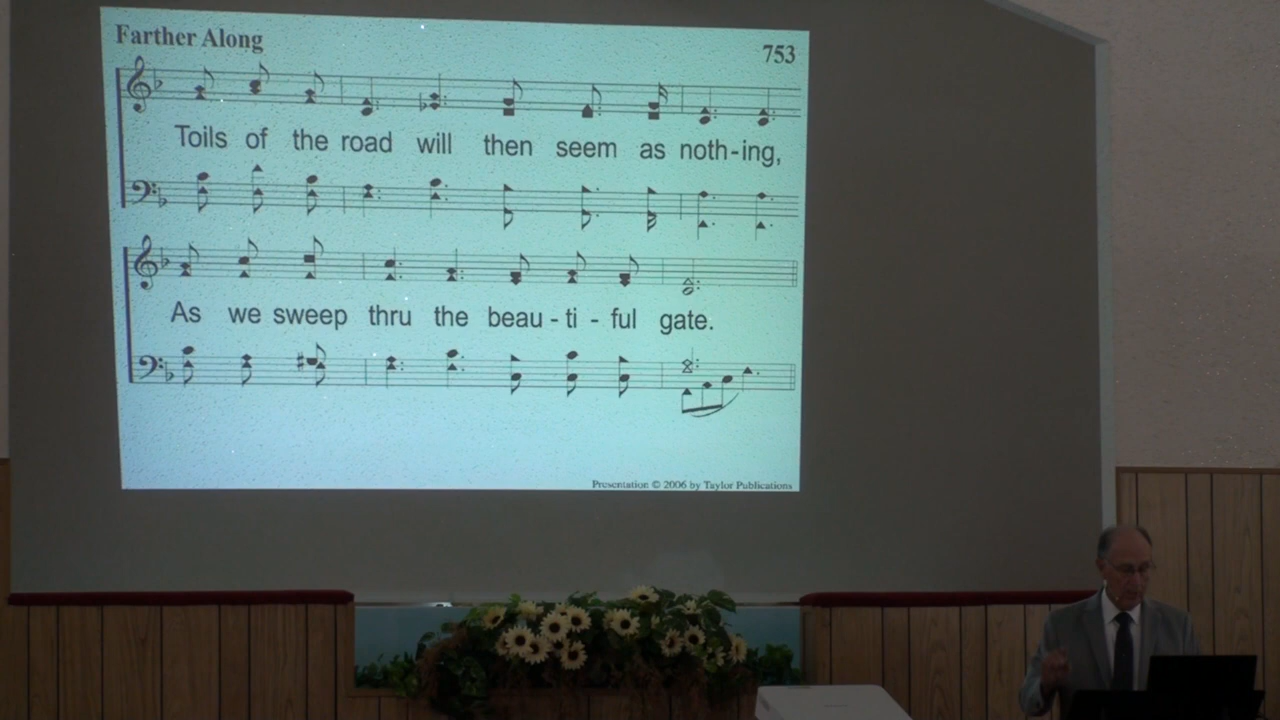 Farther Along
753
Toils of the road will then seem as noth-ing,
As we sweep thru the beau - ti - ful gate.
Presentation © 2006 by Taylor Publications